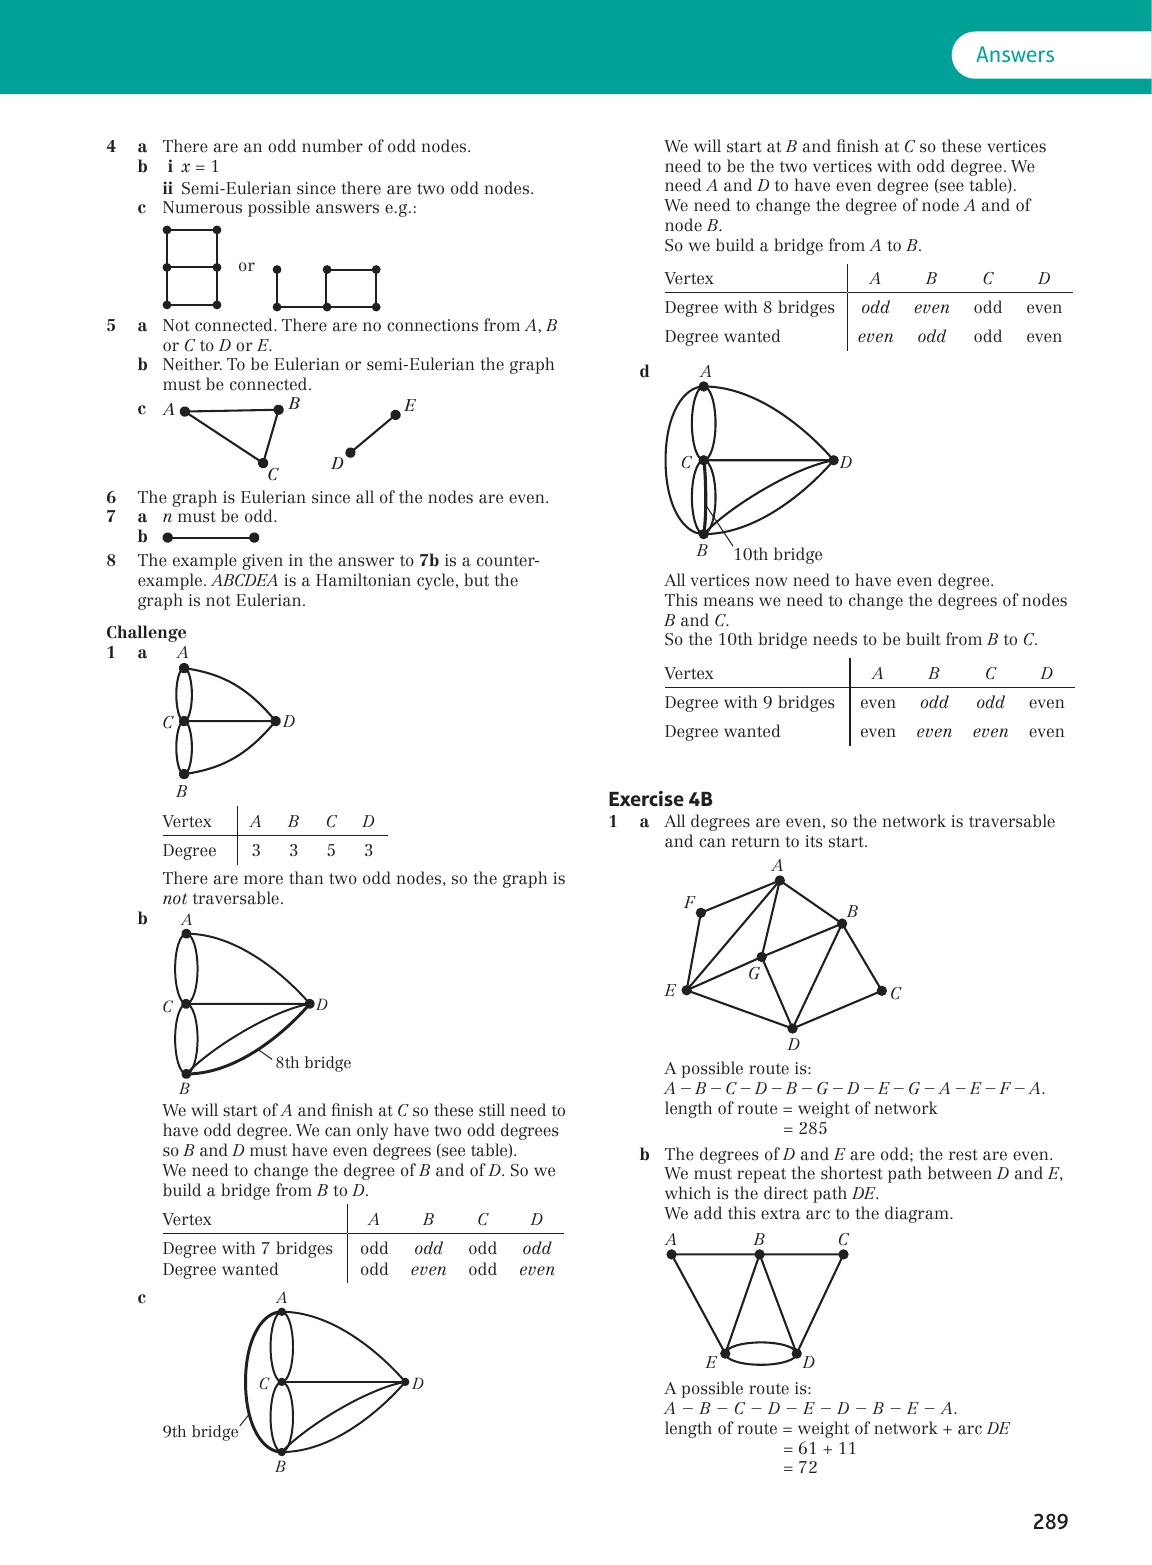 Answers
4 a There are an odd number of odd nodes.
b i x = 1
ii Semi-Eulerian since there are two odd nodes.
c Numerous possible answers e.g.:
or
5 a Not connected. There are no connections from A, B
or C to D or E.
b Neither. To be Eulerian or semi-Eulerian the graph
must be connected.
c A B E
D C
6 The graph is Eulerian since all of the nodes are even.
7 a n must be odd.
b
8 The example given in the answer to 7b is a counter-
example. ABCDEA is a Hamiltonian cycle, but the
graph is not Eulerian.
Challenge
1 a A
C D
B
Vertex A B C D
Degree 3 3 5 3
There are more than two odd nodes, so the graph is
not traversable.
b A
C D
8th bridge
B
We will start of A and finish at C so these still need to
have odd degree. We can only have two odd degrees
so B and D must have even degrees (see table).
We need to change the degree of B and of D. So we
build a bridge from B to D.
Vertex A B C D
Degree with 7 bridges odd odd odd odd
Degree wanted odd even odd even
c A
C D
9th bridge
B
We will start at B and finish at C so these vertices
need to be the two vertices with odd degree. We
need A and D to have even degree (see table).
We need to change the degree of node A and of
node B.
So we build a bridge from A to B.
Vertex A B C D
Degree with 8 bridges odd even odd even
Degree wanted even odd odd even
d A
C D
B 10th bridge
All vertices now need to have even degree.
This means we need to change the degrees of nodes
B and C.
So the 10th bridge needs to be built from B to C.
Vertex A B C D
Degree with 9 bridges even odd odd even
Degree wanted even even even even
Exercise 4B
1 a All degrees are even, so the network is traversable
and can return to its start.
A
F B
G
E C
D
A possible route is:
A − B − C − D − B − G − D − E − G − A − E − F − A.
length of route = weight of network
= 285
b The degrees of D and E are odd; the rest are even.
We must repeat the shortest path between D and E,
which is the direct path DE.
We add this extra arc to the diagram.
A B C
E D
A possible route is:
A − B − C − D − E − D − B − E − A.
length of route = weight of network + arc DE
= 61 + 11
= 72
289